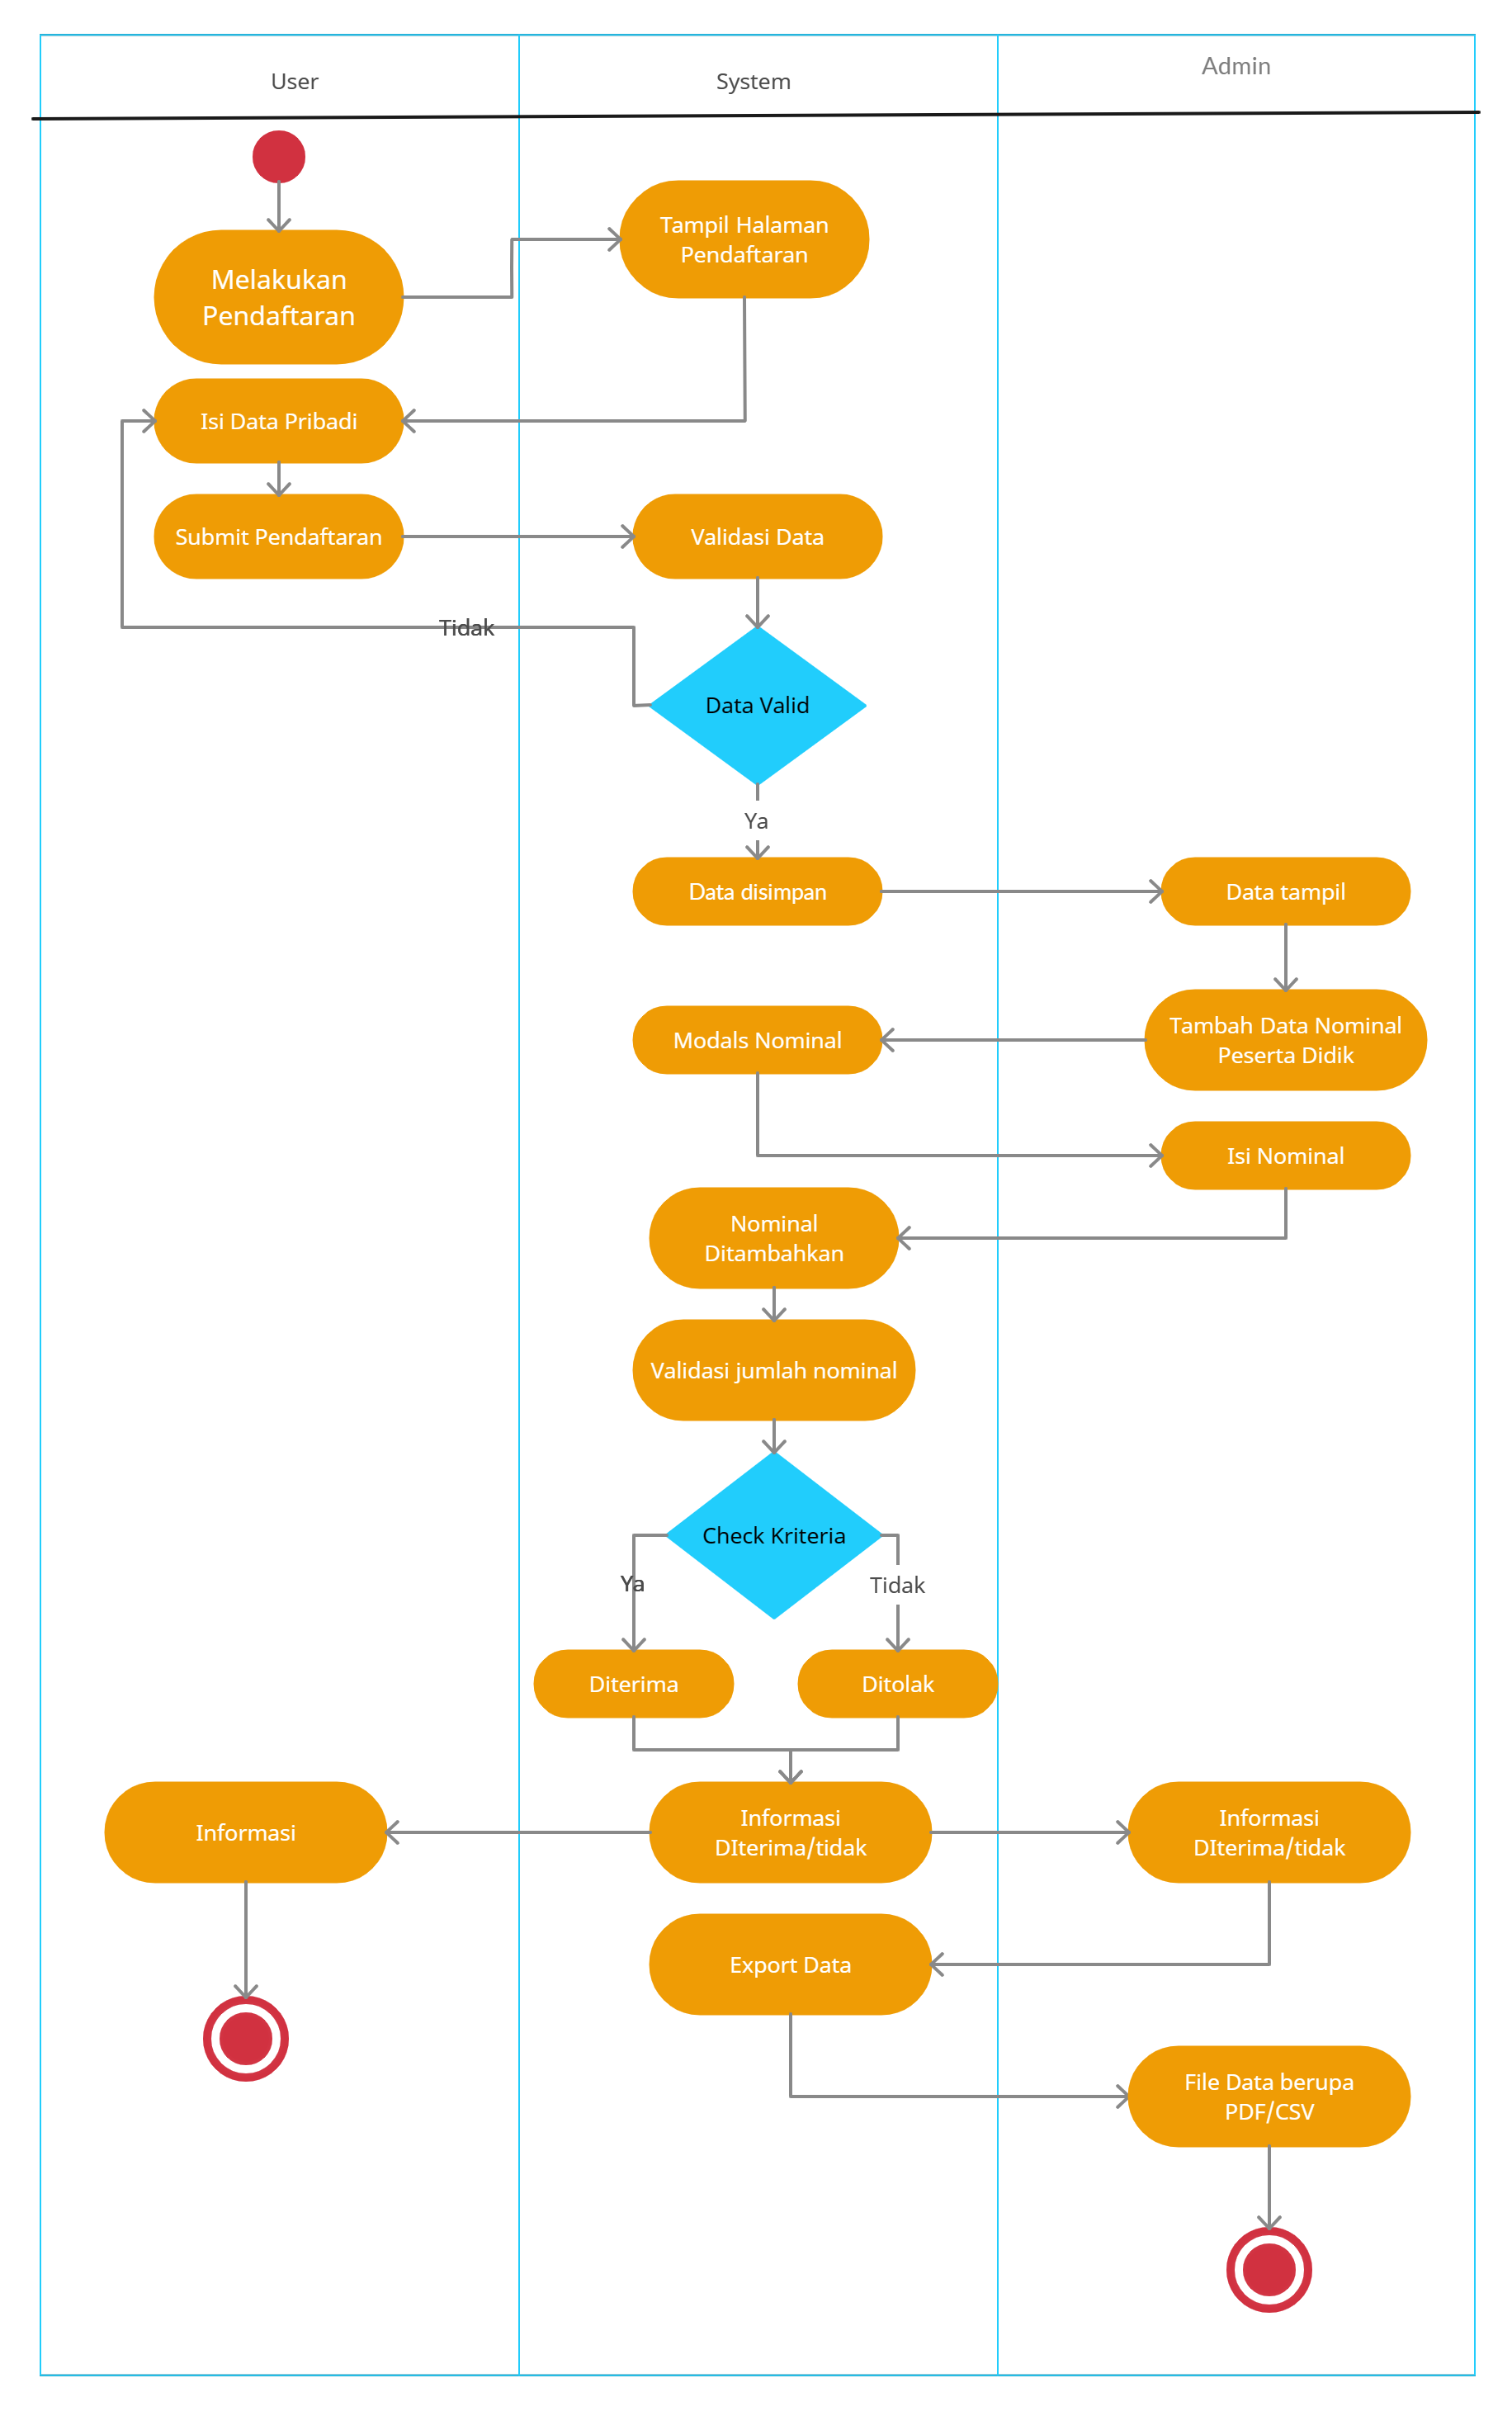 User
System
Admin
Tampil Halaman
Pendaftaran
Melakukan
Pendaftaran
Isi Data Pribadi
Submit Pendaftaran
Validasi Data
Tidak
Data Valid
Ya
Data disimpan
Data tampil
Tambah Data Nominal
Peserta Didik
Modals Nominal
Isi Nominal
Nominal
Ditambahkan
Validasi jumlah nominal
Check Kriteria
Ya
Tidak
Diterima
Ditolak
Informasi
Informasi
DIterima/tidak
Informasi
DIterima/tidak
Export Data
File Data berupa
PDF/CSV